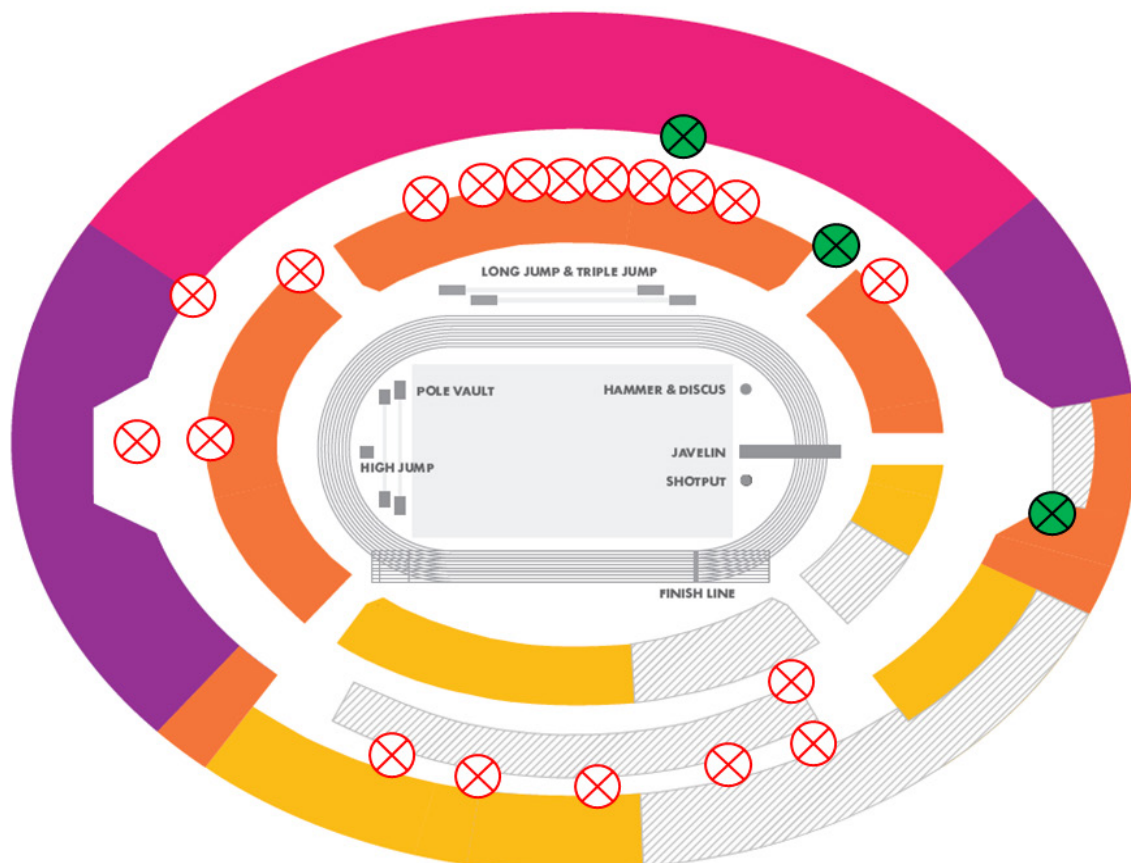 LONG JUMP & TRIPLE JUMP
POLE VAULT
HAMMER & DISCUS
JAVELIN
HIGH JUMP
SHOTPUT
FINISH LINE